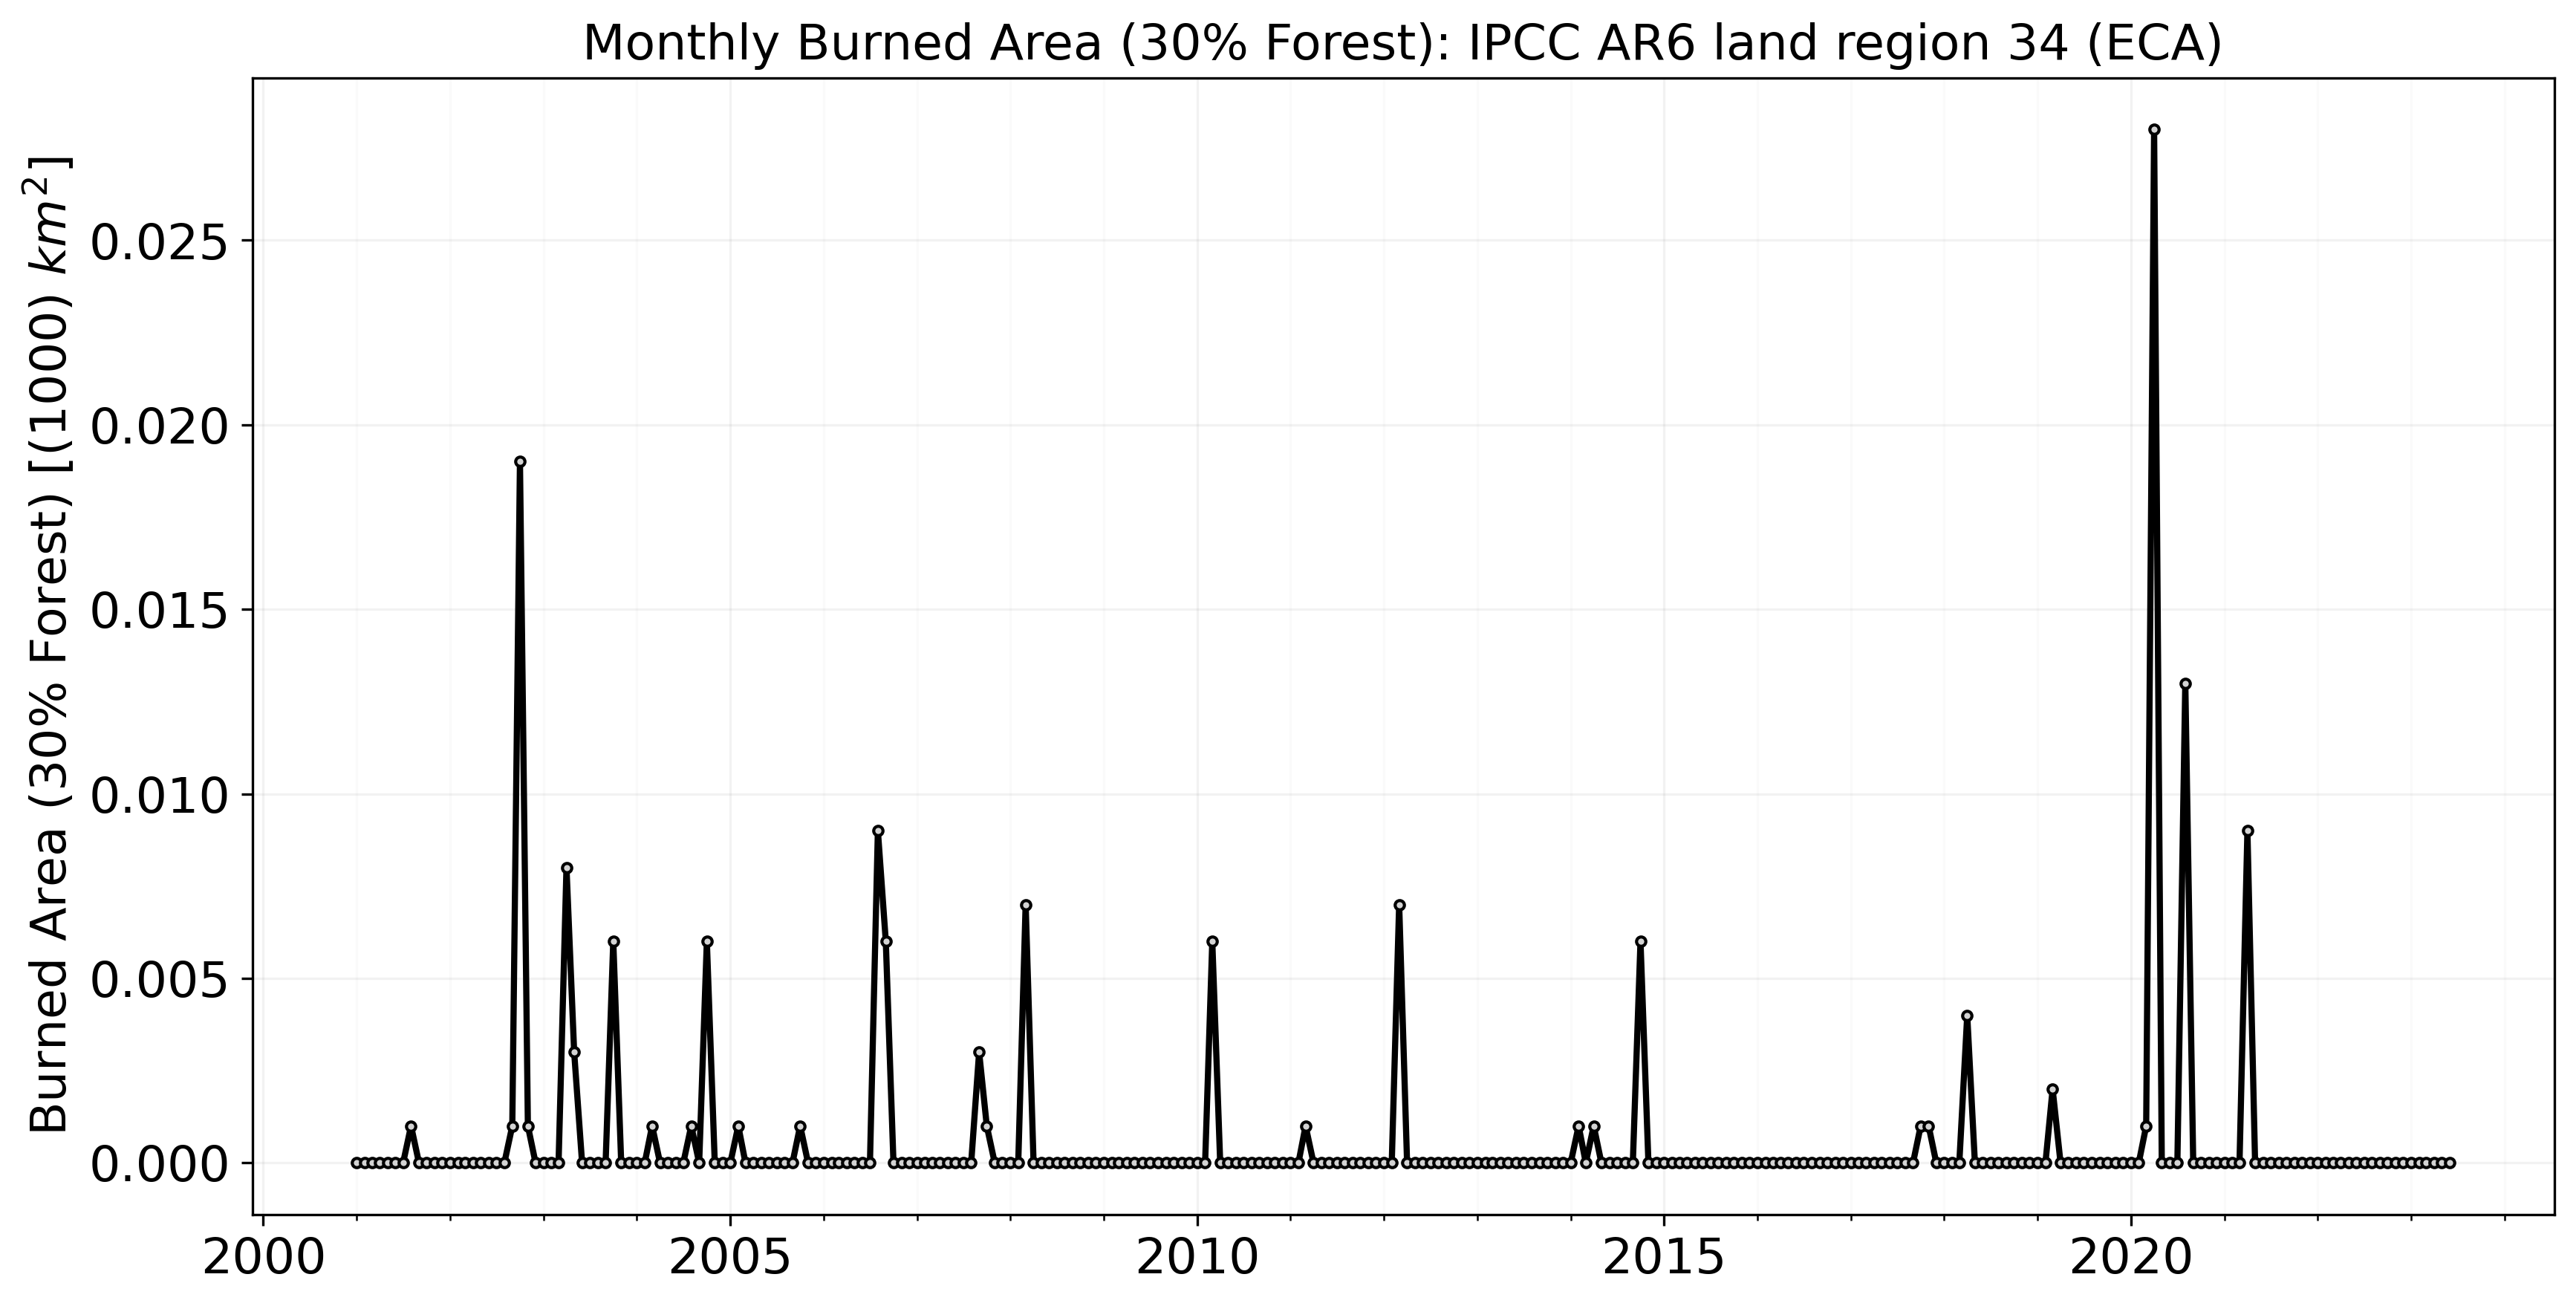 Monthly Burned Area (30% Forest): IPCC AR6 land region 34 (ECA)
Burned Area (30% Forest) [(1000) km²]
0.025
0.020
0.015
0.010
0.005
0.000
2000 2005 2010 2015 2020